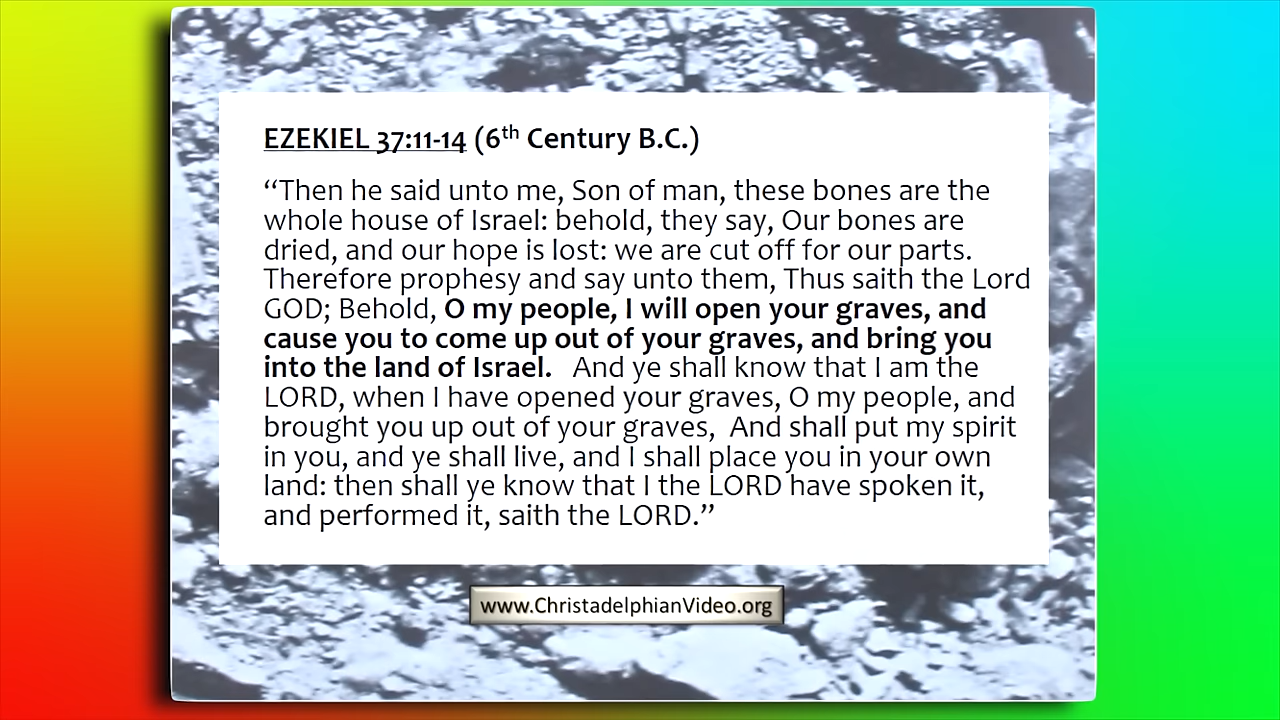 EZEKIEL 37:11-14 (6th Century B.C.)
“Then he said unto me, Son of man, these bones are the
whole house of Israel: behold, they say, Our bones are
dried, and our hope is lost: we are cut off for our parts.
Therefore prophesy and say unto them, Thus saith the Lord
GOD; Behold, O my people, I will open your graves, and
cause you to come up out of your graves, and bring you
into the land of Israel. And ye shall know that I am the
LORD, when I have opened your graves, O my people, and
brought you up out of your graves, And shall put my spirit
in you, and ye shall live, and I shall place you in your own
land: then shall ye know that I the LORD have spoken it,
and performed it, saith the LORD.”
www.ChristadelphianVideo.org